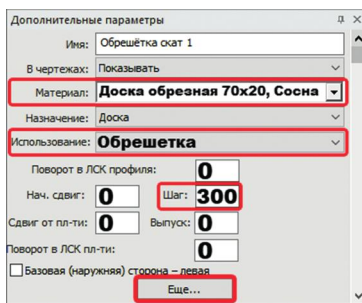 Дополнительные параметры
Имя: Обрешётка скат 1
В чертежах: Показывать
Материал: Доска обрезная 70x20, Сосна
Назначение: Доска
Использование: Обрешетка
Поворот в ЛСК профиля: 0
Нач. сдвиг: 0 Шаг: 300
Сдвиг от пл-ти: 0 Выпуск: 0
Поворот в ЛСК пл-ти: 0
Базовая (наружняя) сторона – левая
Еще...